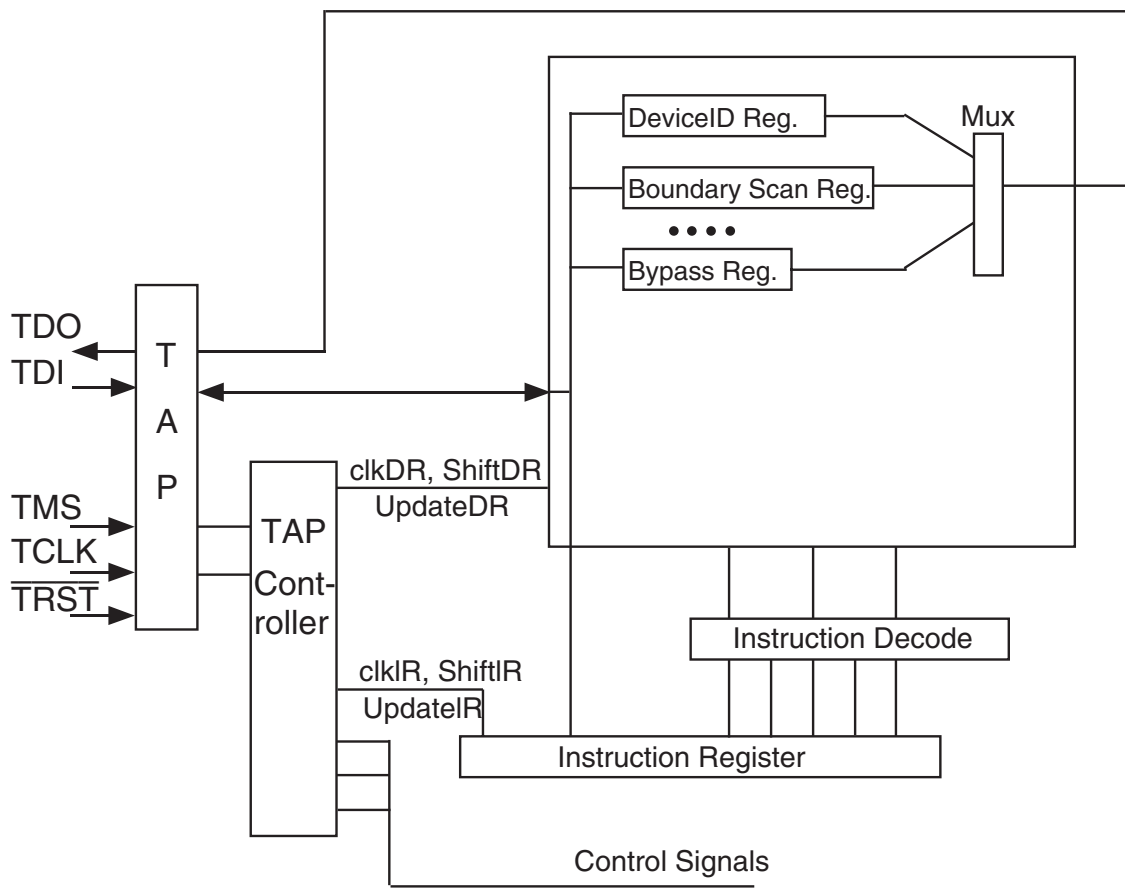 DeviceID Reg.
Mux
Boundary Scan Reg.
Bypass Reg.
TDO
TDI
T
A
P
TMS
TCLK
TRST
TAP
Cont-
roller
clkDR, ShiftDR
UpdateDR
Instruction Decode
clkIR, ShiftIR
UpdateIR
Instruction Register
Control Signals